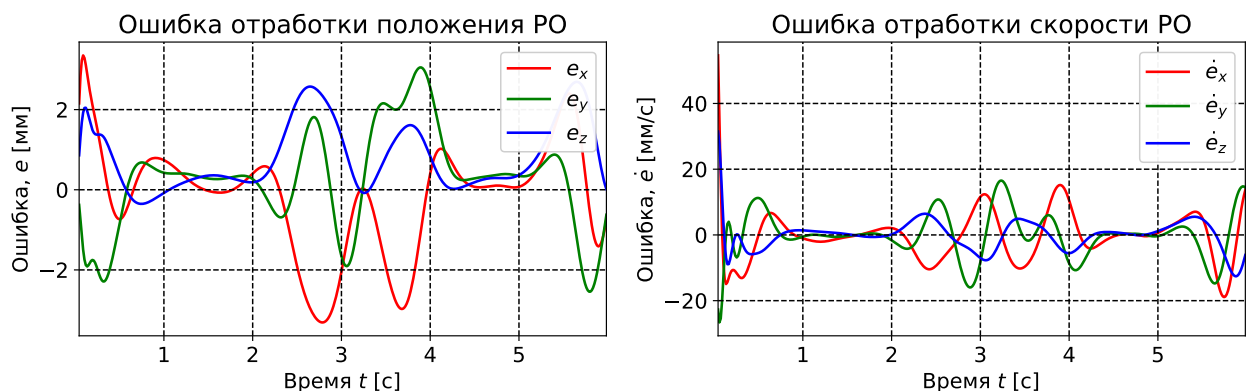 Ошибка отработки положения РО
Ошибка, e [мм]
2
0
−2
e_x
e_y
e_z
1 2 3 4 5
Время t [с]
Ошибка отработки скорости РО
Ошибка, ė [мм/с]
40
20
0
−20
ė_x
ė_y
ė_z
1 2 3 4 5
Время t [с]